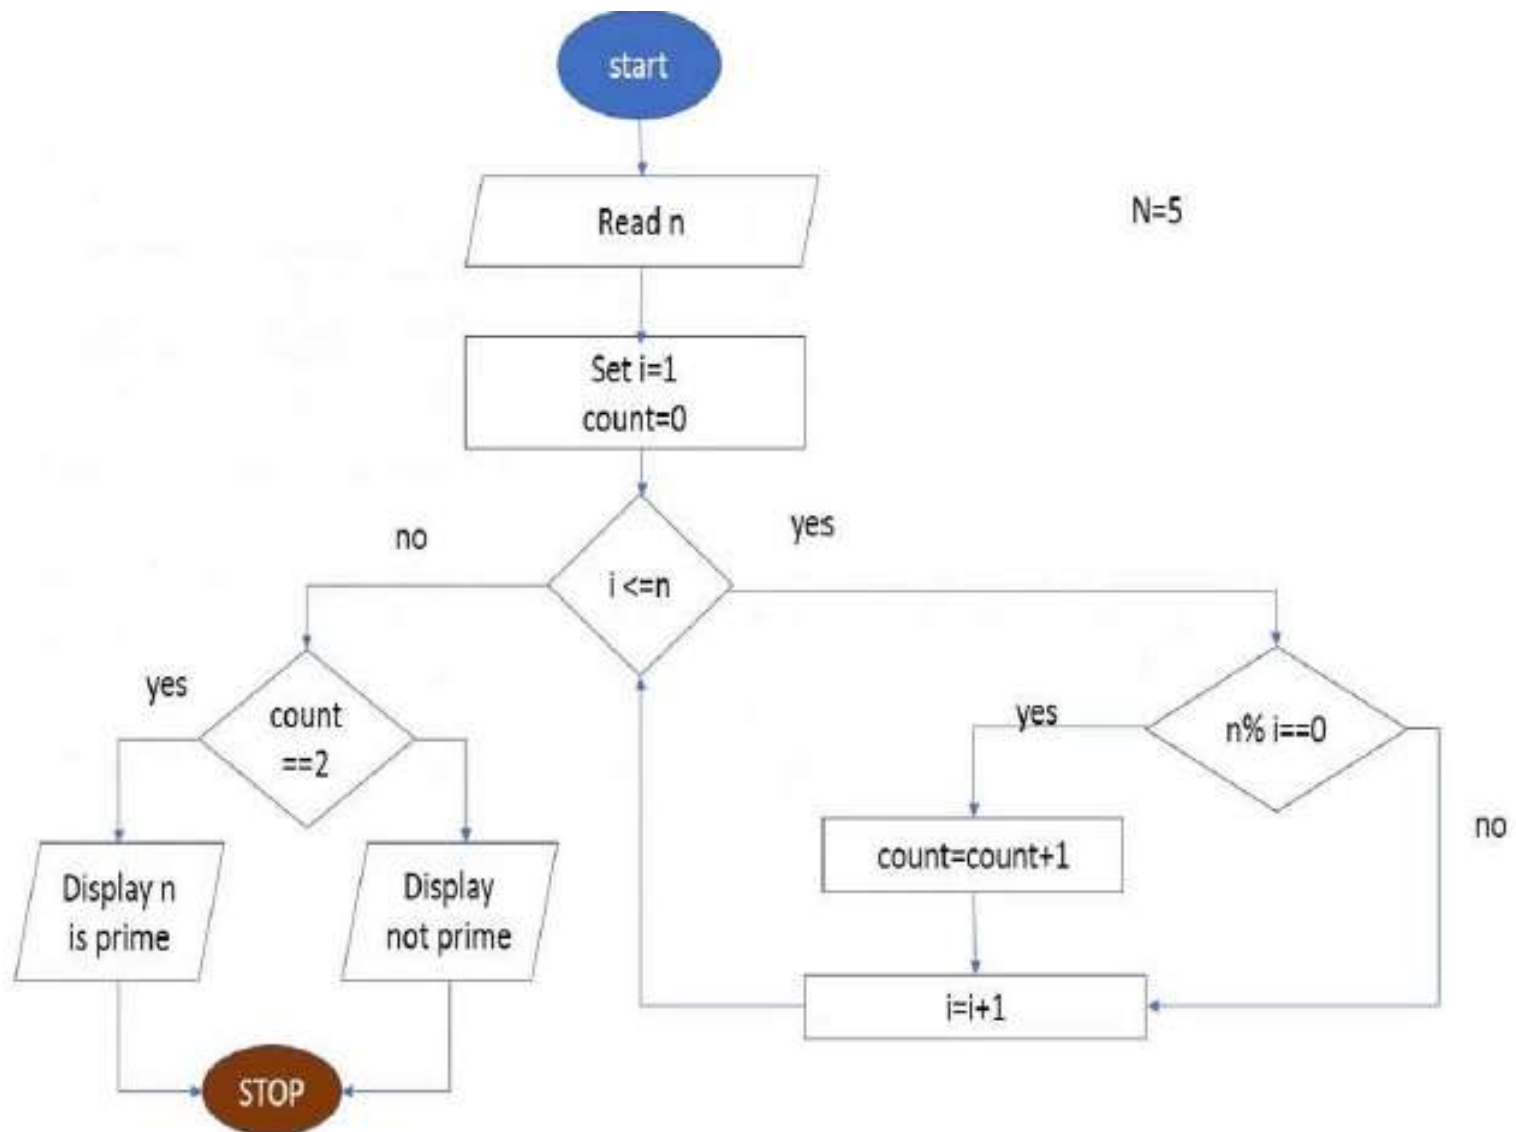 start
Read n
N=5
Set i=1
count=0
no
yes
i <=n
yes
count
==2
yes
n% i==0
no
count=count+1
Display n
is prime
Display
not prime
i=i+1
STOP